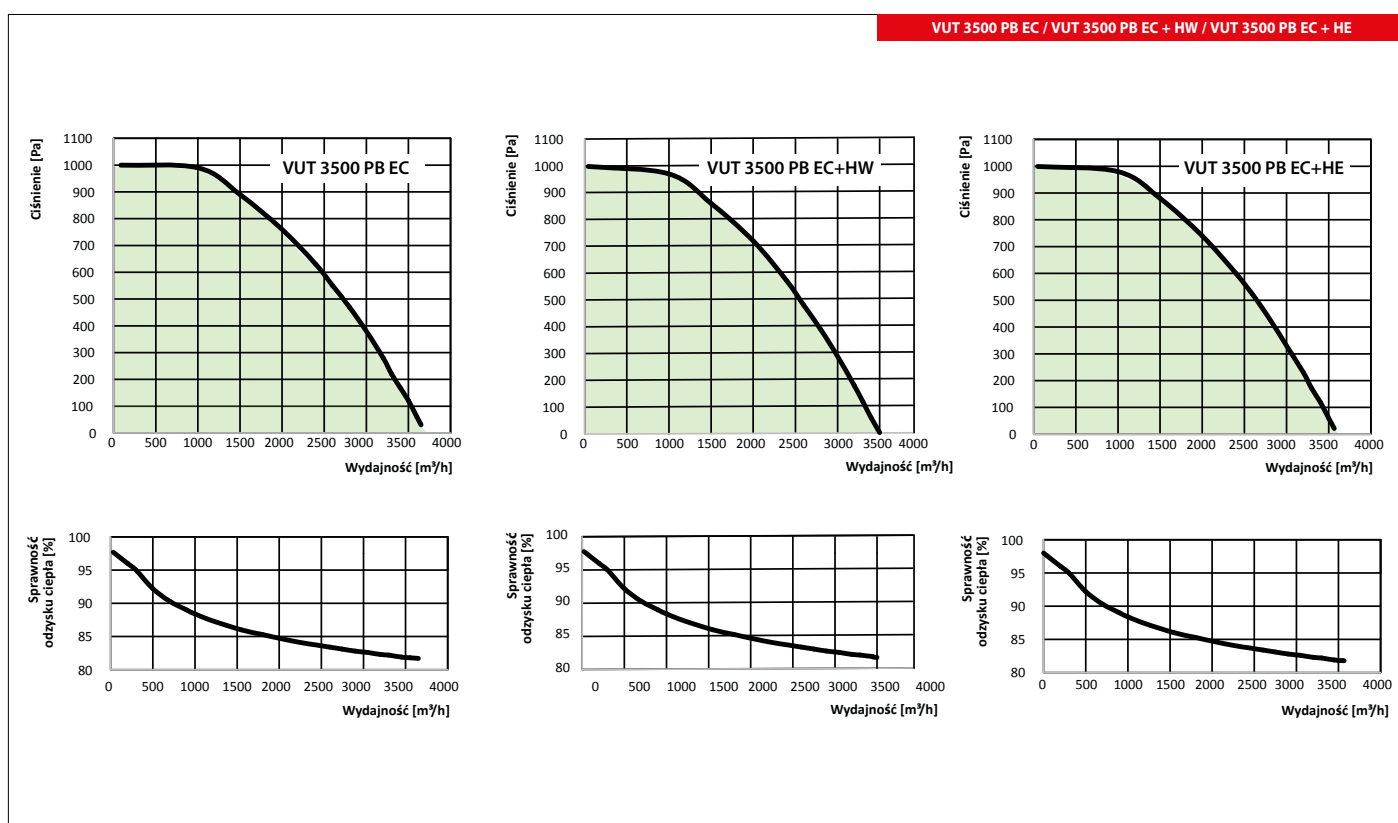 VUT 3500 PB EC / VUT 3500 PB EC + HW / VUT 3500 PB EC + HE
Ciśnienie [Pa]
1100
1000
900
800
700
600
500
400
300
200
100
0
VUT 3500 PB EC
0 500 1000 1500 2000 2500 3000 3500 4000
Wydajność [m³/h]
Ciśnienie [Pa]
1100
1000
900
800
700
600
500
400
300
200
100
0
VUT 3500 PB EC+HW
0 500 1000 1500 2000 2500 3000 3500 4000
Wydajność [m³/h]
Ciśnienie [Pa]
1100
1000
900
800
700
600
500
400
300
200
100
0
VUT 3500 PB EC+HE
0 500 1000 1500 2000 2500 3000 3500 4000
Wydajność [m³/h]
Sprawność
odzysku ciepła [%]
100
95
90
85
80
0 500 1000 1500 2000 2500 3000 3500 4000
Wydajność [m³/h]
Sprawność
odzysku ciepła [%]
100
95
90
85
80
0 500 1000 1500 2000 2500 3000 3500 4000
Wydajność [m³/h]
Sprawność
odzysku ciepła [%]
100
95
90
85
80
0 500 1000 1500 2000 2500 3000 3500 4000
Wydajność [m³/h]